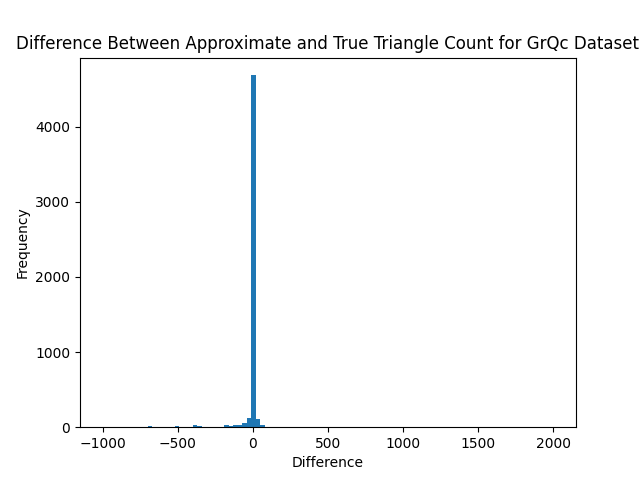 Difference Between Approximate and True Triangle Count for GrQc Dataset
4000
3000
2000
1000
0
Frequency
−1000 −500 0 500 1000 1500 2000
Difference